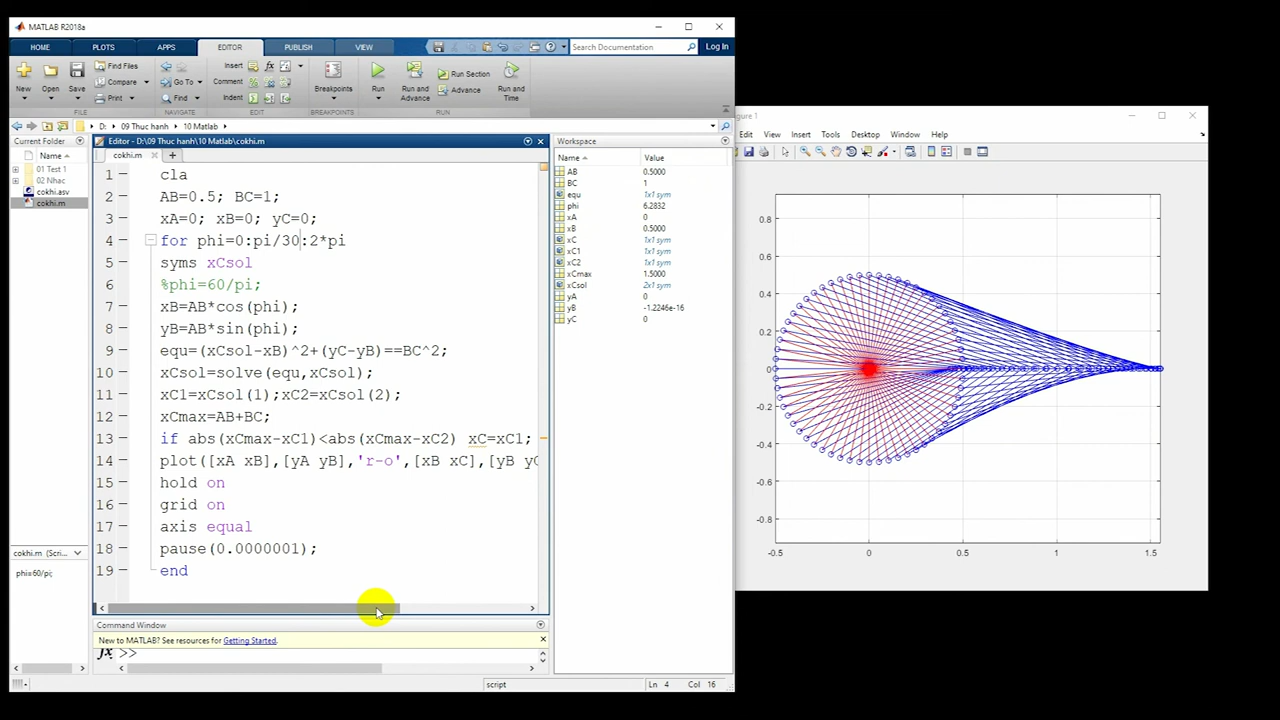 MATLAB R2018a
HOME PLOTS APPS EDITOR PUBLISH VIEW Search Documentation Log In
New Open Save Find Files Compare Print Go To Find Insert Comment Indent Breakpoints Run Run and Advance Run Section Advance Run and Time
FILE NAVIGATE EDIT BREAKPOINTS RUN
D: 09 Thuc hanh 10 Matlab
Current Folder
Name
01 Test 1
02 Nhac
cokhi.asv
cokhi.m
cokhi.m (Scri...
phi=60/pi;
Editor - D:\09 Thuc hanh\10 Matlab\cokhi.m
cokhi.m
1 cla
2 AB=0.5; BC=1;
3 xA=0; xB=0; yC=0;
4 for phi=0:pi/30:2*pi
5 syms xCsol
6 %phi=60/pi;
7 xB=AB*cos(phi);
8 yB=AB*sin(phi);
9 equ=(xCsol-xB)^2+(yC-yB)==BC^2;
10 xCsol=solve(equ,xCsol);
11 xC1=xCsol(1);xC2=xCsol(2);
12 xCmax=AB+BC;
13 if abs(xCmax-xC1)<abs(xCmax-xC2) xC=xC1;
14 plot([xA xB],[yA yB],'r-o',[xB xC],[yB yC
15 hold on
16 grid on
17 axis equal
18 pause(0.0000001);
19 end
Command Window
New to MATLAB? See resources for Getting Started.
fx >>
Workspace
Name Value
AB 0.5000
BC 1
equ 1x1 sym
phi 6.2832
xA 0
xB 0.5000
xC 1x1 sym
xC1 1x1 sym
xC2 1x1 sym
xCmax 1.5000
xCsol 2x1 sym
yA 0
yB -1.2246e-16
yC 0
script Ln 4 Col 16
gure 1
Edit View Insert Tools Desktop Window Help
0.8
0.6
0.4
0.2
0
-0.2
-0.4
-0.6
-0.8
-0.5 0 0.5 1 1.5